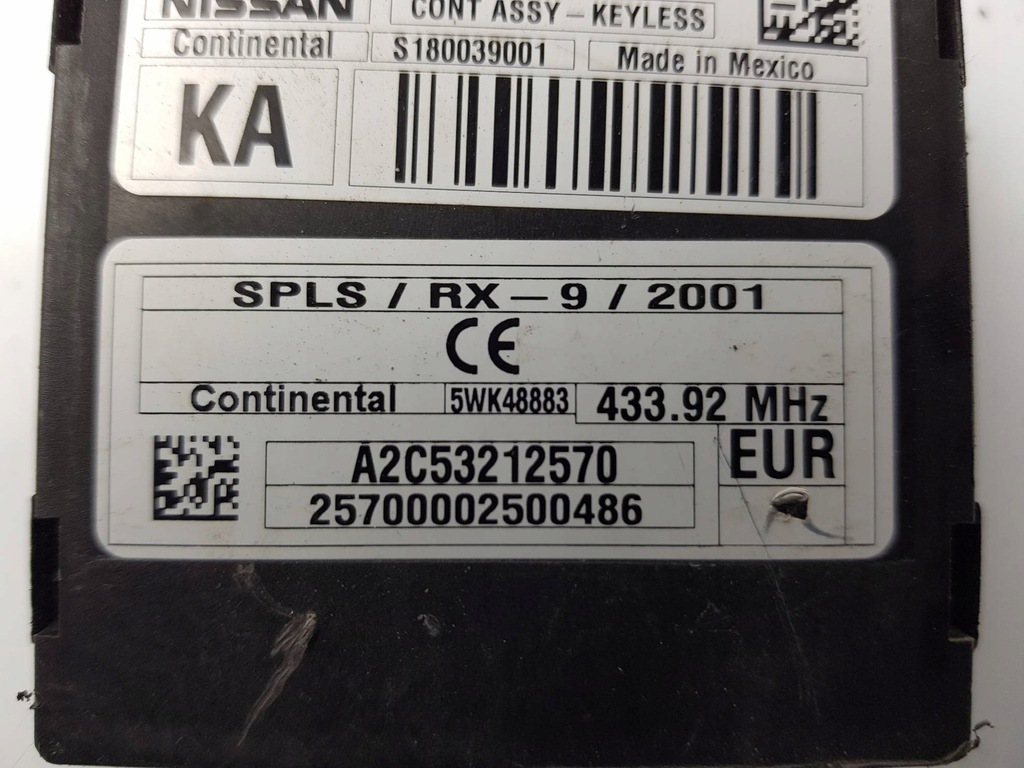 NISSAN CONT ASSY – KEYLESS
Continental S180039001 Made in Mexico
KA
SPLS / RX – 9 / 2001
CE
Continental 5WK48883 433.92 MHz
A2C53212570 EUR
25700002500486